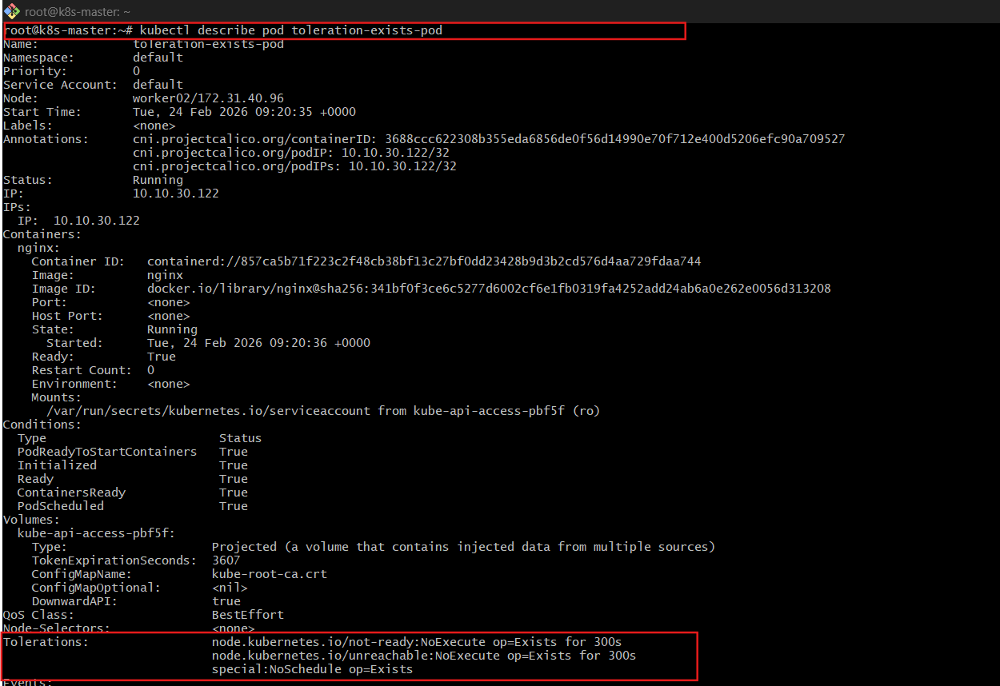 root@k8s-master: ~
root@k8s-master:~# kubectl describe pod toleration-exists-pod
Name:             toleration-exists-pod
Namespace:        default
Priority:         0
Service Account:  default
Node:             worker02/172.31.40.96
Start Time:       Tue, 24 Feb 2026 09:20:35 +0000
Labels:           <none>
Annotations:      cni.projectcalico.org/containerID: 3688ccc622308b355eda6856de0f56d14990e70f712e400d5206efc90a709527
                  cni.projectcalico.org/podIP: 10.10.30.122/32
                  cni.projectcalico.org/podIPs: 10.10.30.122/32
Status:           Running
IP:               10.10.30.122
IPs:
  IP:  10.10.30.122
Containers:
  nginx:
    Container ID:   containerd://857ca5b71f223c2f48cb38bf13c27bf0dd23428b9d3b2cd576d4aa729fdaa744
    Image:          nginx
    Image ID:       docker.io/library/nginx@sha256:341bf0f3ce6c5277d6002cf6e1fb0319fa4252add24ab6a0e262e0056d313208
    Port:           <none>
    Host Port:      <none>
    State:          Running
      Started:      Tue, 24 Feb 2026 09:20:36 +0000
    Ready:          True
    Restart Count:  0
    Environment:    <none>
    Mounts:
      /var/run/secrets/kubernetes.io/serviceaccount from kube-api-access-pbf5f (ro)
Conditions:
  Type                        Status
  PodReadyToStartContainers   True
  Initialized                 True
  Ready                       True
  ContainersReady             True
  PodScheduled                True
Volumes:
  kube-api-access-pbf5f:
    Type:                    Projected (a volume that contains injected data from multiple sources)
    TokenExpirationSeconds:  3607
    ConfigMapName:           kube-root-ca.crt
    ConfigMapOptional:       <nil>
    DownwardAPI:             true
QoS Class:                   BestEffort
Node-Selectors:              <none>
Tolerations:                 node.kubernetes.io/not-ready:NoExecute op=Exists for 300s
                             node.kubernetes.io/unreachable:NoExecute op=Exists for 300s
                             special:NoSchedule op=Exists
Events: